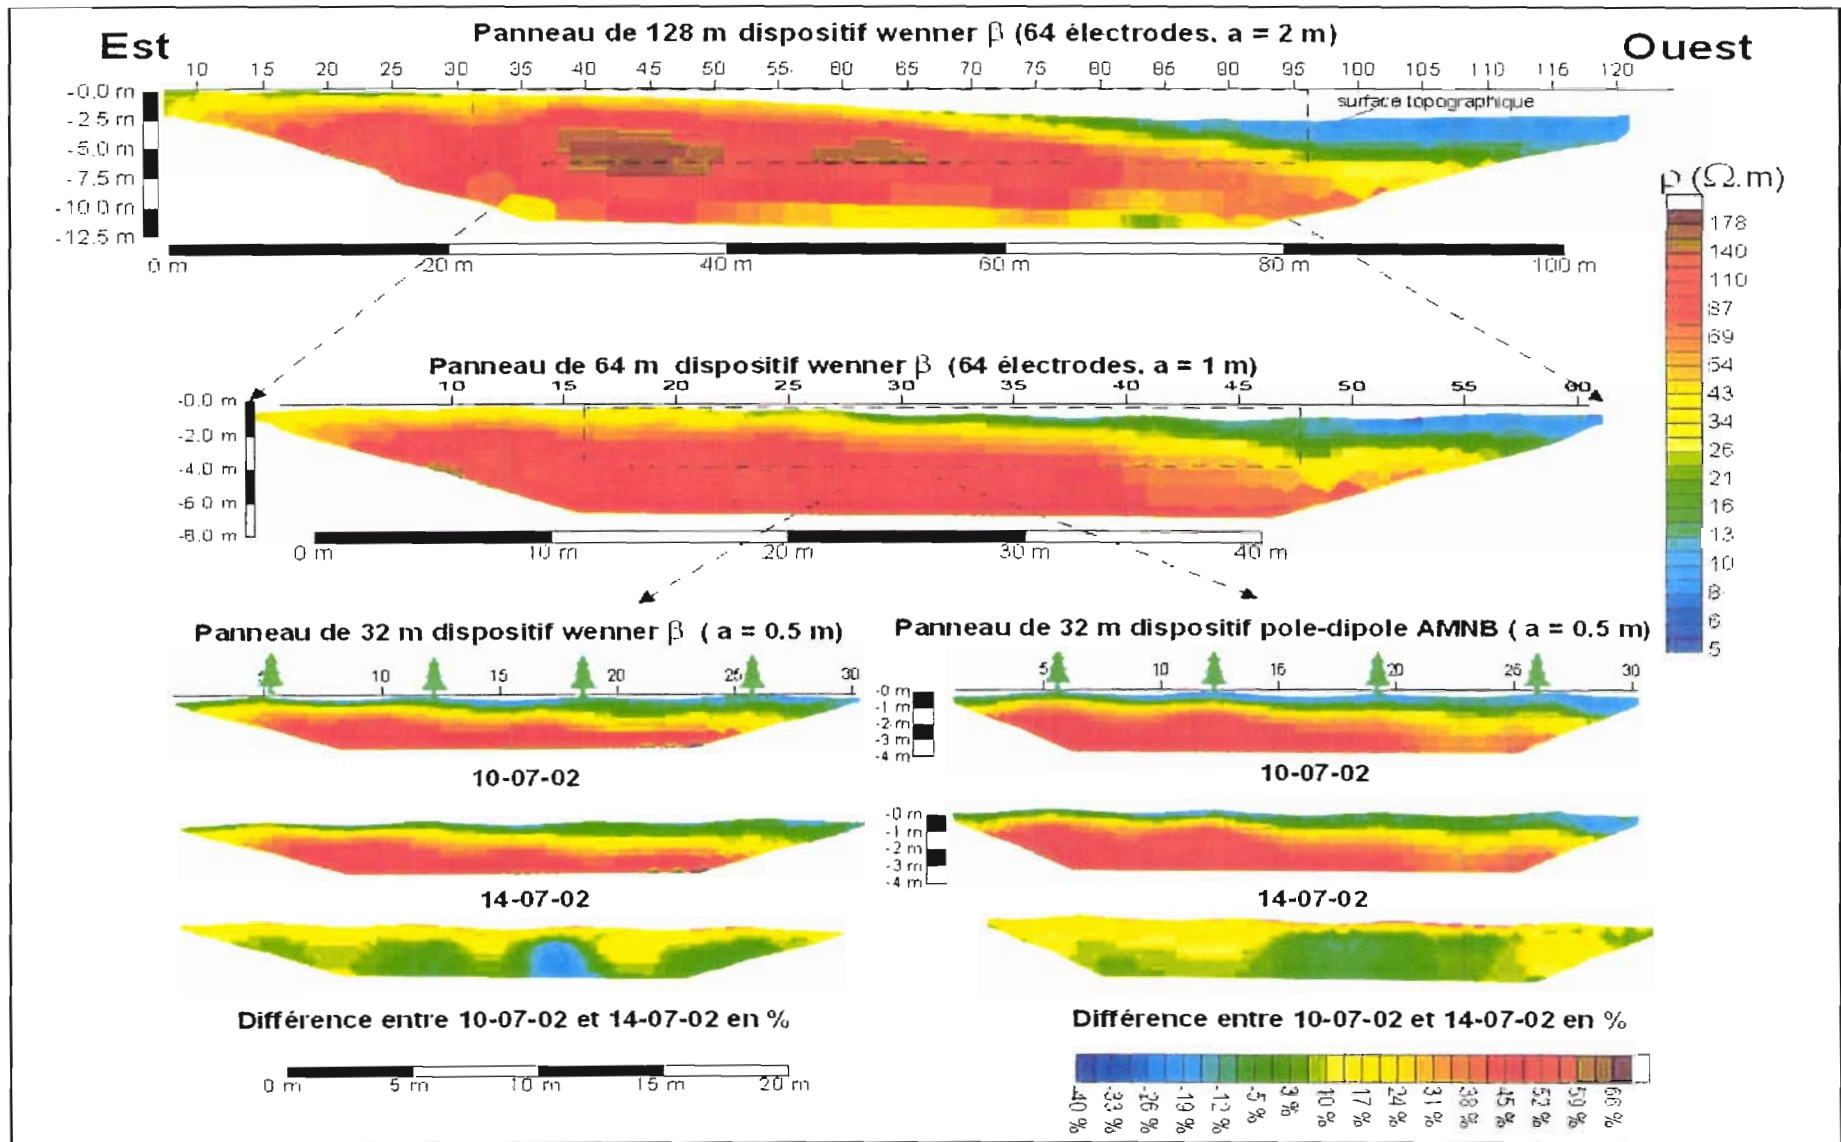 Panneau de 128 m dispositif wenner β (64 électrodes. a = 2 m)
Est
Ouest
10 15 20 25 30 35 40 45 50 55 60 65 70 75 80 85 90 95 100 105 110 115 120
surface topographique
-0.0 m
-2.5 m
-5.0 m
-7.5 m
-10.0 m
-12.5 m
0 m 20 m 40 m 60 m 80 m 100 m
ρ (Ω.m)
178
140
110
87
69
54
43
34
26
21
16
13
10
8
6
5
Panneau de 64 m dispositif wenner β (64 électrodes. a = 1 m)
10 15 20 25 30 35 40 45 50 55 60
-0.0 m
-2.0 m
-4.0 m
-6.0 m
-8.0 m
0 m 10 m 20 m 30 m 40 m
Panneau de 32 m dispositif wenner β ( a = 0.5 m)
5 10 15 20 25 30
10-07-02
14-07-02
Différence entre 10-07-02 et 14-07-02 en %
0 m 5 m 10 m 15 m 20 m
Panneau de 32 m dispositif pole-dipole AMNB ( a = 0.5 m)
5 10 15 20 25 30
-0 m
-1 m
-2 m
-3 m
-4 m
10-07-02
-0 m
-1 m
-2 m
-3 m
-4 m
14-07-02
Différence entre 10-07-02 et 14-07-02 en %
-40 % -33 % -26 % -19 % -12 % -5 % 3 % 10 % 17 % 24 % 31 % 38 % 45 % 52 % 59 % 66 %